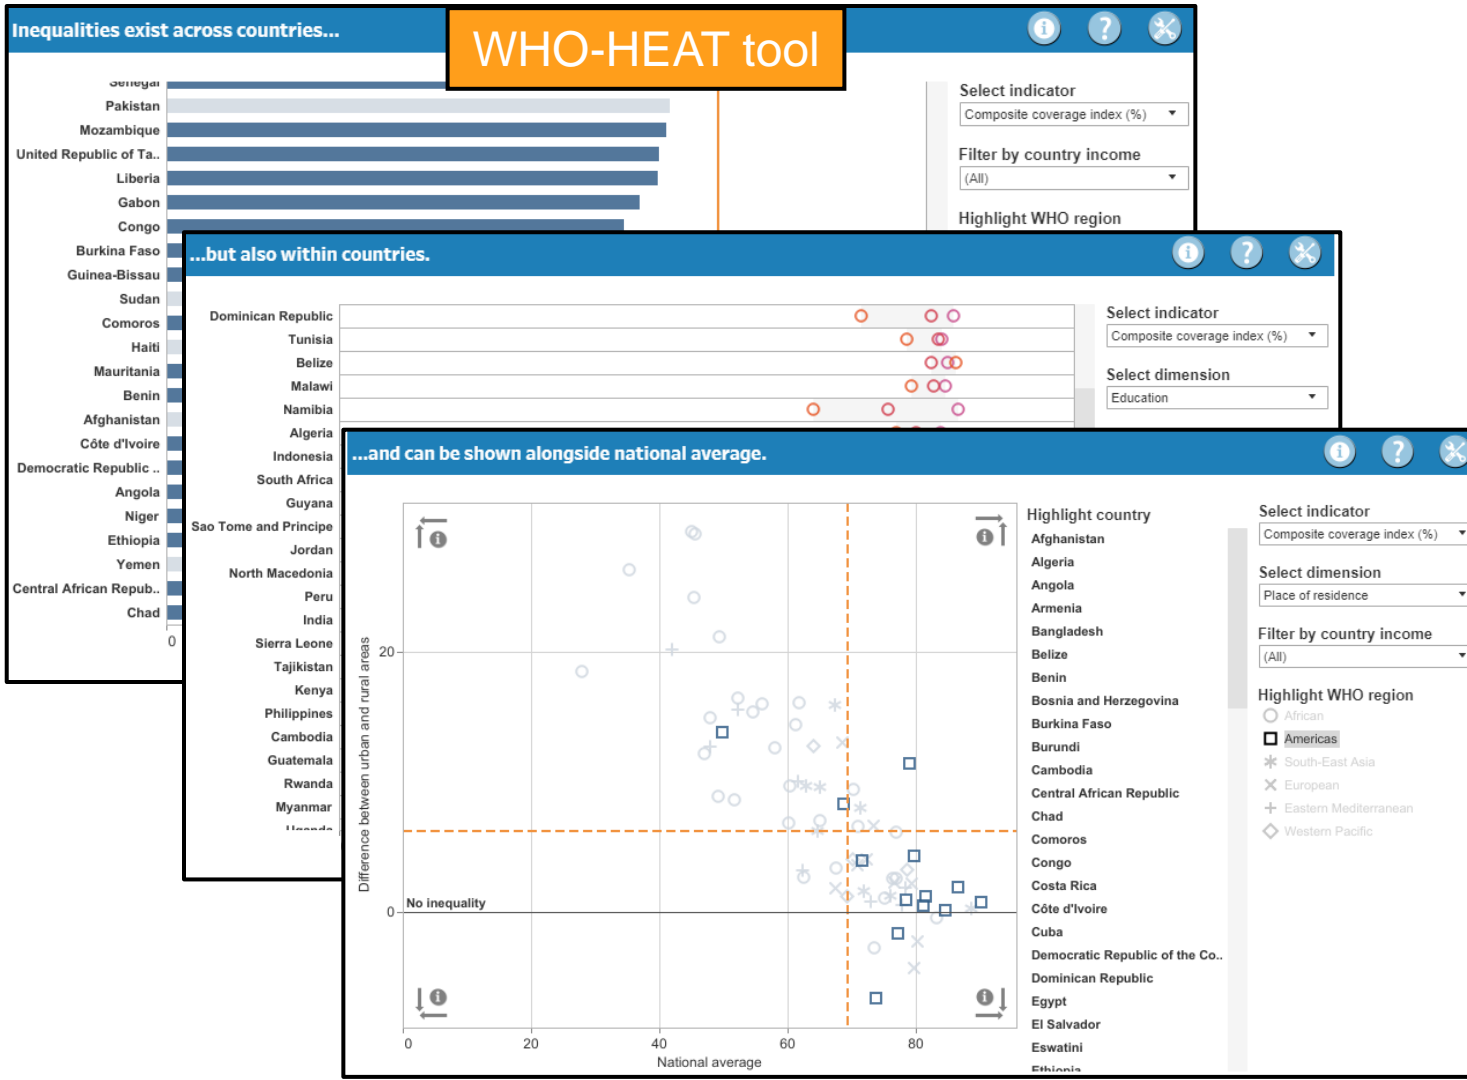 WHO-HEAT tool
Inequalities exist across countries...
Senegal
Pakistan
Mozambique
United Republic of Ta..
Liberia
Gabon
Congo
Burkina Faso
Guinea-Bissau
Sudan
Comoros
Haiti
Mauritania
Benin
Afghanistan
Côte d'Ivoire
Democratic Republic ..
Angola
Niger
Ethiopia
Yemen
Central African Repub..
Chad
0
Select indicator
Composite coverage index (%)
Filter by country income
(All)
Highlight WHO region
...but also within countries.
Dominican Republic
Tunisia
Belize
Malawi
Namibia
Algeria
Indonesia
South Africa
Guyana
Sao Tome and Principe
Jordan
North Macedonia
Peru
India
Sierra Leone
Tajikistan
Kenya
Philippines
Cambodia
Guatemala
Rwanda
Myanmar
Uganda
Select indicator
Composite coverage index (%)
Select dimension
Education
...and can be shown alongside national average.
Difference between urban and rural areas
20
0
No inequality
0 20 40 60 80
National average
Highlight country
Afghanistan
Algeria
Angola
Armenia
Bangladesh
Belize
Benin
Bosnia and Herzegovina
Burkina Faso
Burundi
Cambodia
Central African Republic
Chad
Comoros
Congo
Costa Rica
Côte d'Ivoire
Cuba
Democratic Republic of the Co..
Dominican Republic
Egypt
El Salvador
Eswatini
Ethiopia
Select indicator
Composite coverage index (%)
Select dimension
Place of residence
Filter by country income
(All)
Highlight WHO region
African
Americas
South-East Asia
European
Eastern Mediterranean
Western Pacific